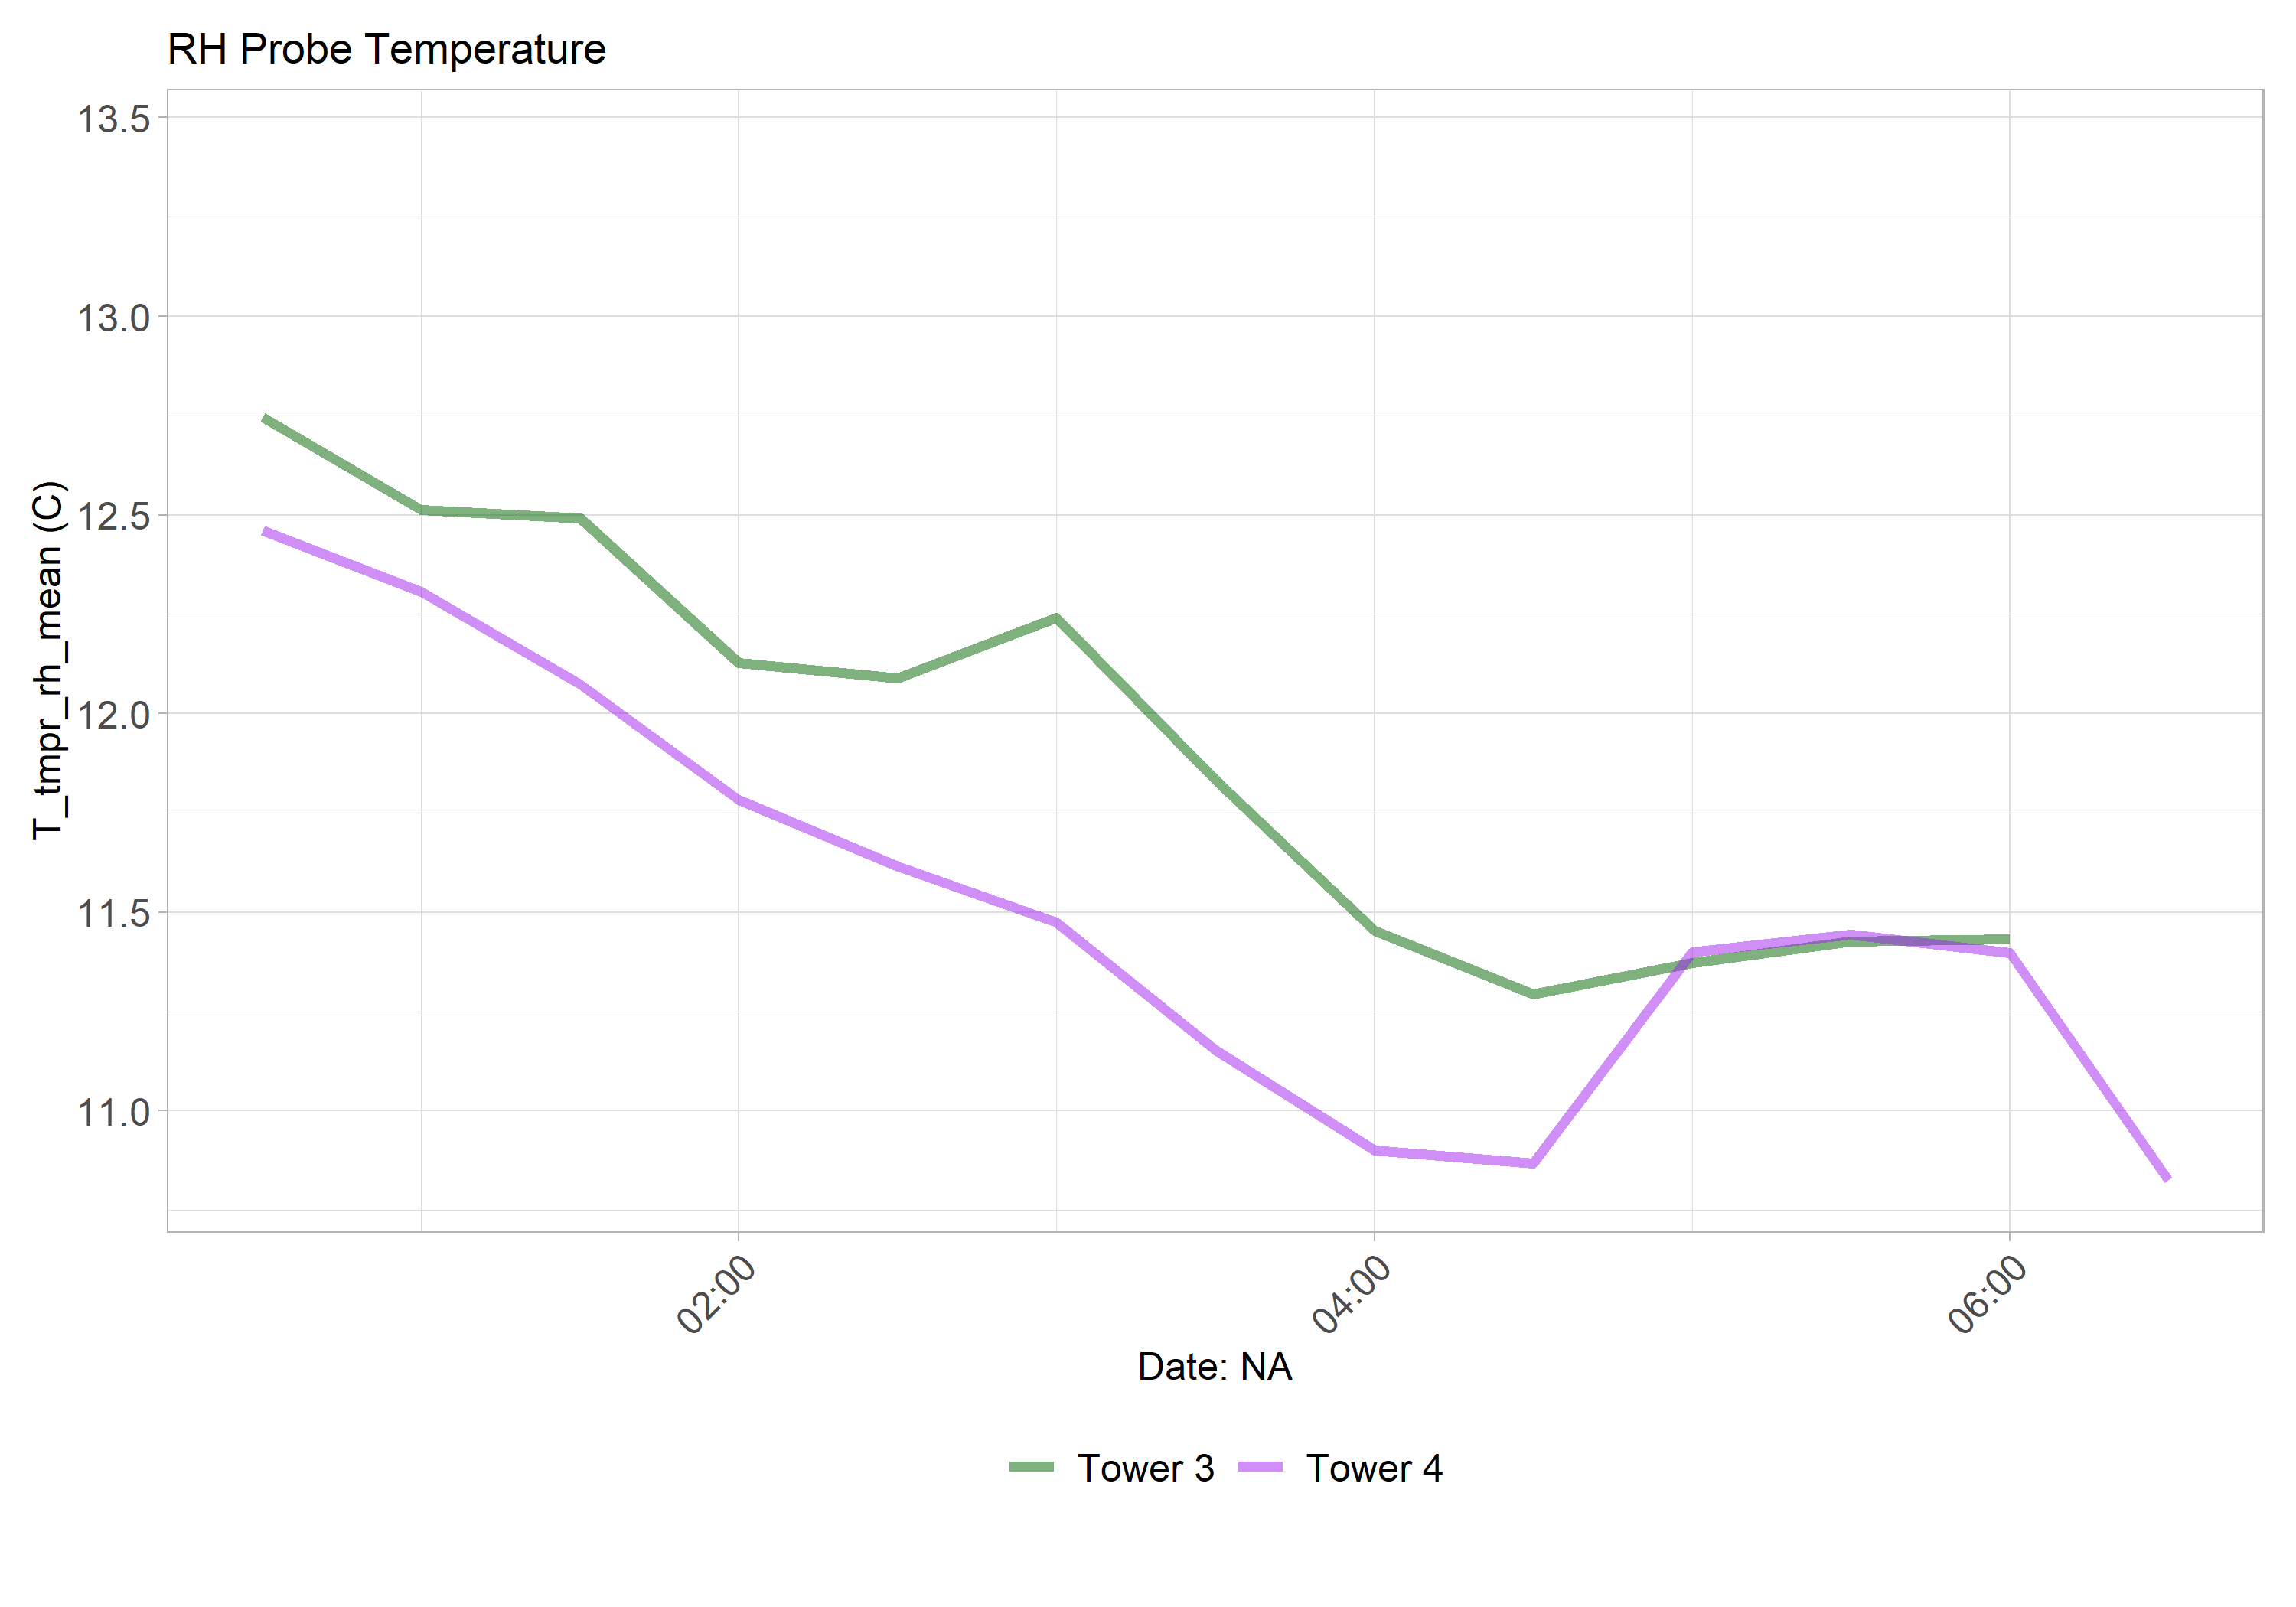 RH Probe Temperature
T_tmpr_rh_mean (C)
13.5
13.0
12.5
12.0
11.5
11.0
02:00
04:00
06:00
Date: NA
Tower 3
Tower 4